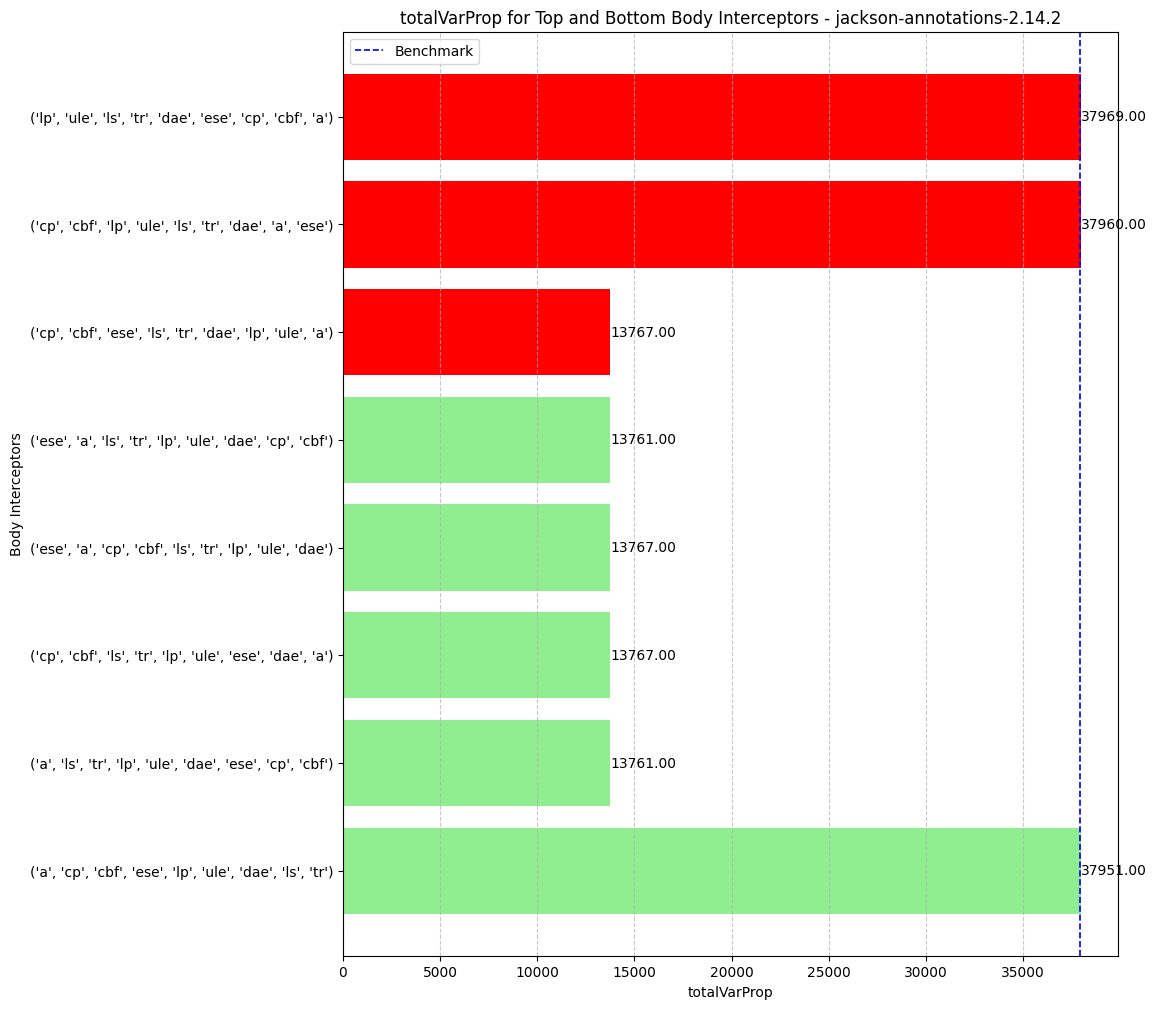 totalVarProp for Top and Bottom Body Interceptors - jackson-annotations-2.14.2
Benchmark
('lp', 'ule', 'ls', 'tr', 'dae', 'ese', 'cp', 'cbf', 'a')
37969.00
('cp', 'cbf', 'lp', 'ule', 'ls', 'tr', 'dae', 'a', 'ese')
37960.00
('cp', 'cbf', 'ese', 'ls', 'tr', 'dae', 'lp', 'ule', 'a')
13767.00
('ese', 'a', 'ls', 'tr', 'lp', 'ule', 'dae', 'cp', 'cbf')
13761.00
('ese', 'a', 'cp', 'cbf', 'ls', 'tr', 'lp', 'ule', 'dae')
13767.00
('cp', 'cbf', 'ls', 'tr', 'lp', 'ule', 'ese', 'dae', 'a')
13767.00
('a', 'ls', 'tr', 'lp', 'ule', 'dae', 'ese', 'cp', 'cbf')
13761.00
('a', 'cp', 'cbf', 'ese', 'lp', 'ule', 'dae', 'ls', 'tr')
37951.00
Body Interceptors
0 5000 10000 15000 20000 25000 30000 35000
totalVarProp